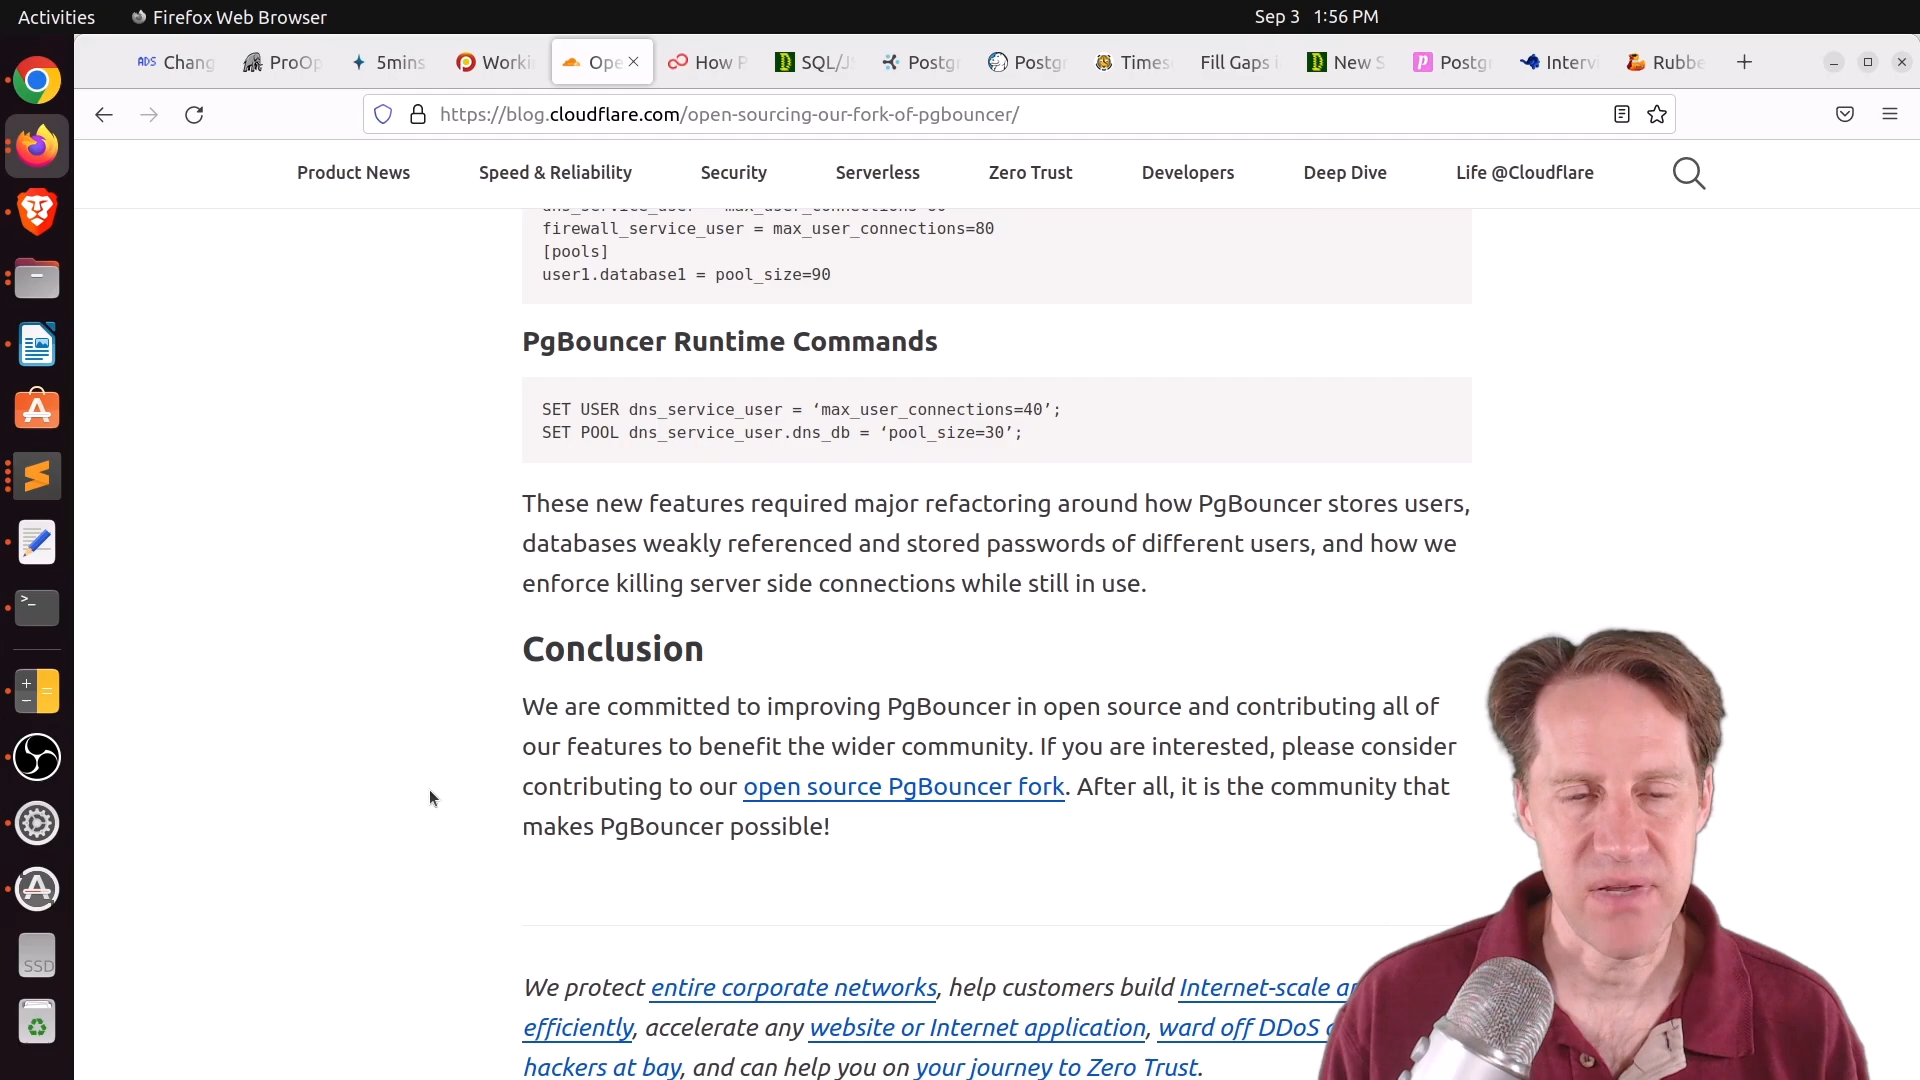 Activities Firefox Web Browser Sep 3 1:56 PM
ADS Chang ProOp 5mins Worki Ope How P SQL/J Postgr Postgr Times Fill Gaps i New S Postg Intervi Rubbe
https://blog.cloudflare.com/open-sourcing-our-fork-of-pgbouncer/
Product News Speed & Reliability Security Serverless Zero Trust Developers Deep Dive Life @Cloudflare
firewall_service_user = max_user_connections=80
[pools]
user1.database1 = pool_size=90
PgBouncer Runtime Commands
SET USER dns_service_user = ‘max_user_connections=40’;
SET POOL dns_service_user.dns_db = ‘pool_size=30’;
These new features required major refactoring around how PgBouncer stores users,
databases weakly referenced and stored passwords of different users, and how we
enforce killing server side connections while still in use.
Conclusion
We are committed to improving PgBouncer in open source and contributing all of
our features to benefit the wider community. If you are interested, please consider
contributing to our open source PgBouncer fork. After all, it is the community that
makes PgBouncer possible!
We protect entire corporate networks, help customers build Internet-scale
efficiently, accelerate any website or Internet application, ward off DDoS
hackers at bay, and can help you on your journey to Zero Trust.
SSD